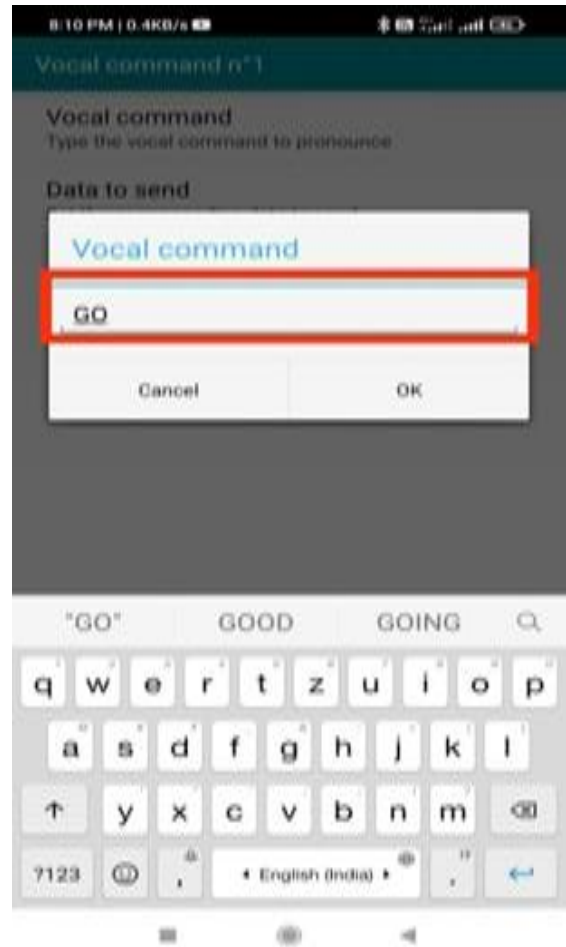 8:10 PM | 0.4KB/s
Vocal command n°1
Vocal command
Type the vocal command to pronounce
Data to send
Vocal command
GO
Cancel OK
"GO" GOOD GOING
q w e r t z u i o p
a s d f g h j k l
y x c v b n m
?123 , English (India) .